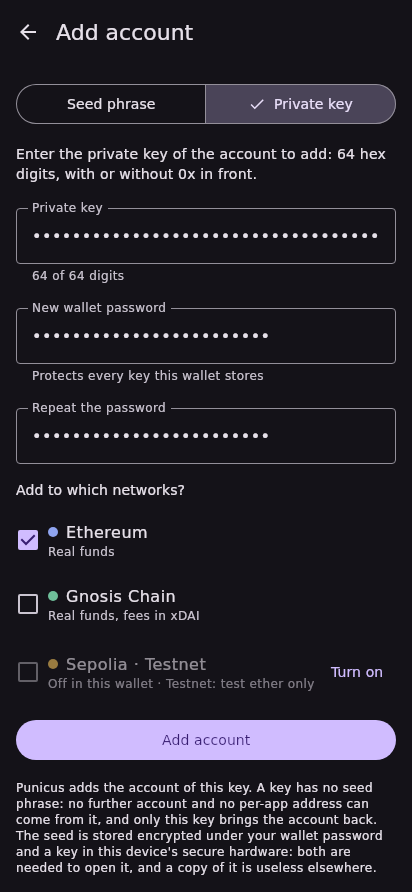 Add account
Seed phrase
Private key
Enter the private key of the account to add: 64 hex
digits, with or without 0x in front.
Private key
64 of 64 digits
New wallet password
Protects every key this wallet stores
Repeat the password
Add to which networks?
Ethereum
Real funds
Gnosis Chain
Real funds, fees in xDAI
Sepolia · Testnet
Off in this wallet · Testnet: test ether only
Turn on
Add account
Punicus adds the account of this key. A key has no seed
phrase: no further account and no per-app address can
come from it, and only this key brings the account back.
The seed is stored encrypted under your wallet password
and a key in this device's secure hardware: both are
needed to open it, and a copy of it is useless elsewhere.